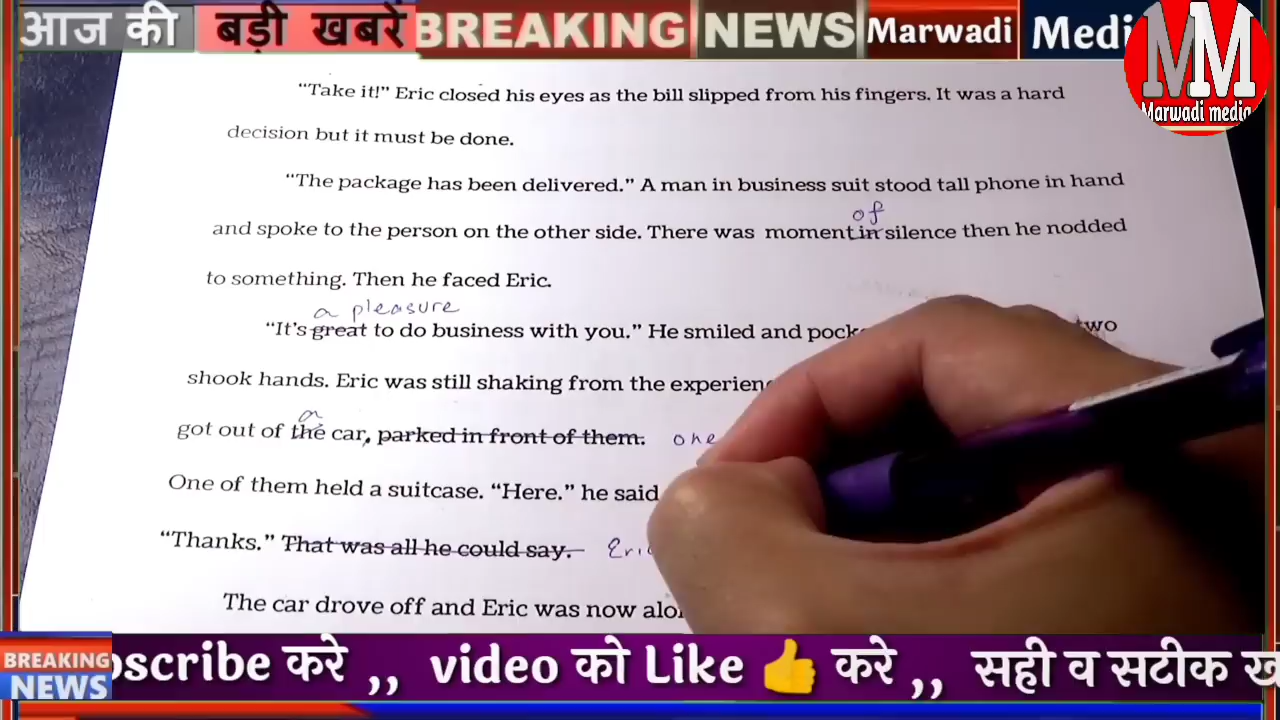 आज की बड़ी खबरें BREAKING NEWS Marwadi Medi
MM
Marwadi media
“Take it!” Eric closed his eyes as the bill slipped from his fingers. It was a hard
decision but it must be done.
“The package has been delivered.” A man in business suit stood tall phone in hand
of
and spoke to the person on the other side. There was moment in silence then he nodded
to something. Then he faced Eric.
a pleasure
“It's great to do business with you.” He smiled and two
shook hands. Eric was still shaking from the
a
got out of the car, parked in front of them. one
One of them held a suitcase. “Here.” he said
“Thanks.” That was all he could say.
The car drove off and Eric was now
BREAKING NEWS
bscribe करे ,, video को Like 👍 करे ,, सही व सटीक ख